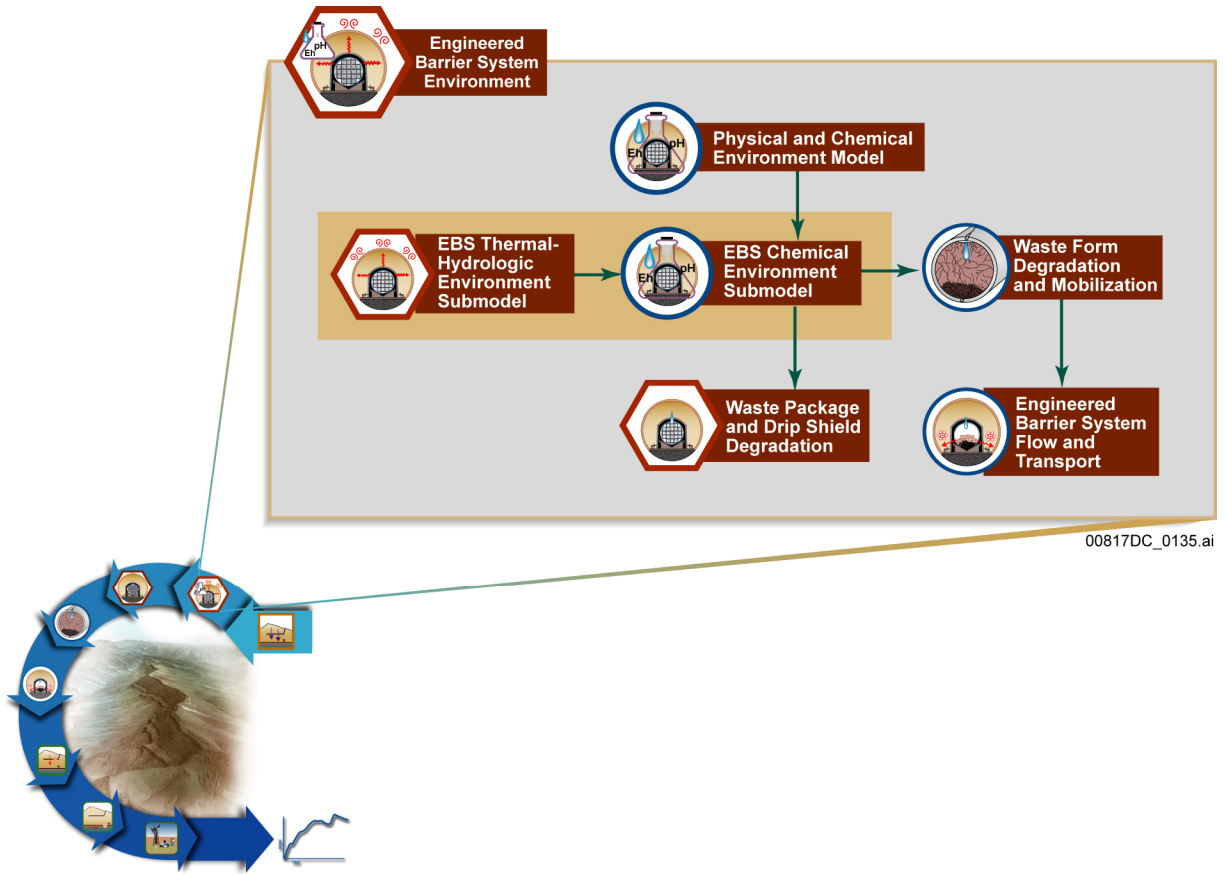 Engineered
Barrier System
Environment
Eh
pH
Physical and Chemical
Environment Model
Eh
pH
EBS Thermal-
Hydrologic
Environment
Submodel
EBS Chemical
Environment
Submodel
Eh
pH
Waste Form
Degradation
and Mobilization
Waste Package
and Drip Shield
Degradation
Engineered
Barrier System
Flow and
Transport
00817DC_0135.ai